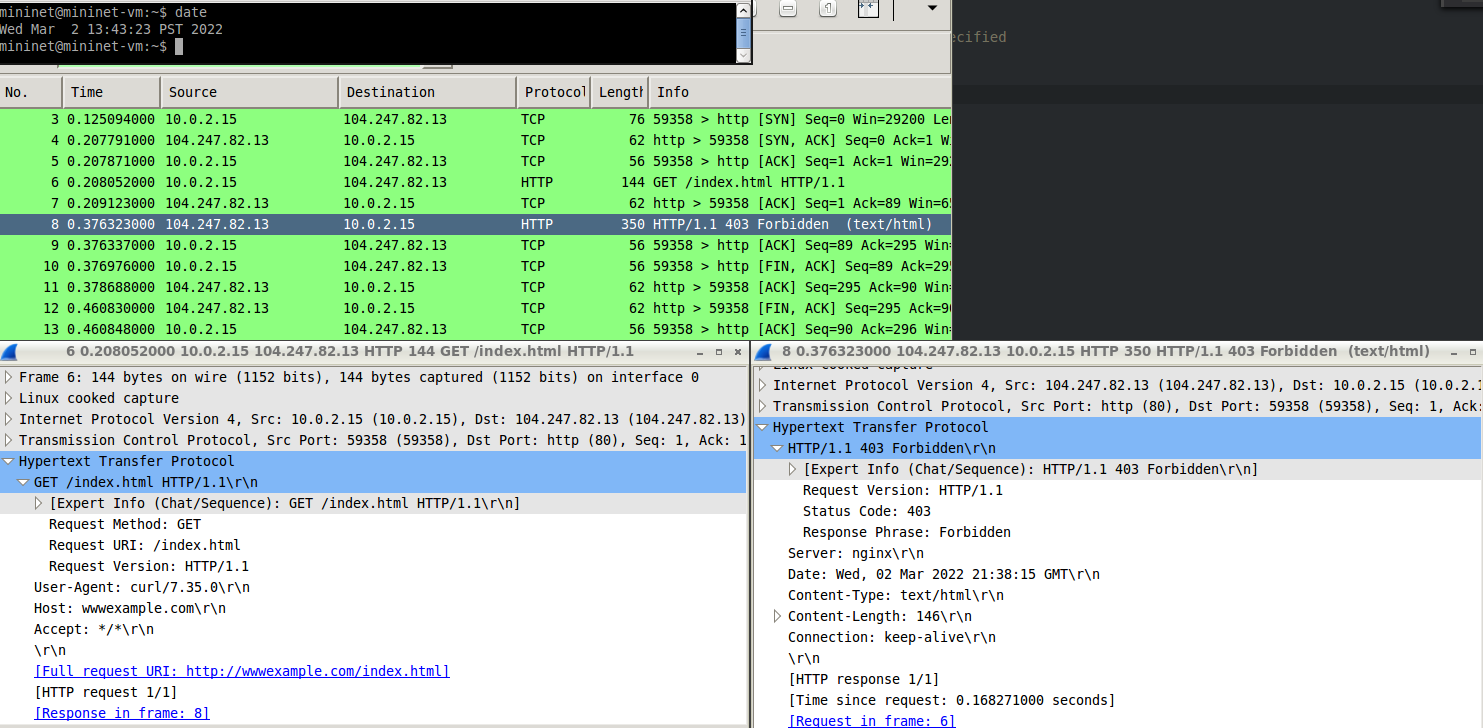 mininet@mininet-vm:~$ date
Wed Mar  2 13:43:23 PST 2022
mininet@mininet-vm:~$
ecified
No. Time Source Destination Protocol Length Info
3 0.125094000 10.0.2.15 104.247.82.13 TCP 76 59358 > http [SYN] Seq=0 Win=29200 Le
4 0.207791000 104.247.82.13 10.0.2.15 TCP 62 http > 59358 [SYN, ACK] Seq=0 Ack=1 W
5 0.207871000 10.0.2.15 104.247.82.13 TCP 56 59358 > http [ACK] Seq=1 Ack=1 Win=29
6 0.208052000 10.0.2.15 104.247.82.13 HTTP 144 GET /index.html HTTP/1.1
7 0.209123000 104.247.82.13 10.0.2.15 TCP 62 http > 59358 [ACK] Seq=1 Ack=89 Win=6
8 0.376323000 104.247.82.13 10.0.2.15 HTTP 350 HTTP/1.1 403 Forbidden  (text/html)
9 0.376337000 10.0.2.15 104.247.82.13 TCP 56 59358 > http [ACK] Seq=89 Ack=295 Win=
10 0.376976000 10.0.2.15 104.247.82.13 TCP 56 59358 > http [FIN, ACK] Seq=89 Ack=29
11 0.378688000 104.247.82.13 10.0.2.15 TCP 62 http > 59358 [ACK] Seq=295 Ack=90 Win=
12 0.460830000 104.247.82.13 10.0.2.15 TCP 62 http > 59358 [FIN, ACK] Seq=295 Ack=9
13 0.460848000 10.0.2.15 104.247.82.13 TCP 56 59358 > http [ACK] Seq=90 Ack=296 Win=
6 0.208052000 10.0.2.15 104.247.82.13 HTTP 144 GET /index.html HTTP/1.1
Frame 6: 144 bytes on wire (1152 bits), 144 bytes captured (1152 bits) on interface 0
Linux cooked capture
Internet Protocol Version 4, Src: 10.0.2.15 (10.0.2.15), Dst: 104.247.82.13 (104.247.82.13)
Transmission Control Protocol, Src Port: 59358 (59358), Dst Port: http (80), Seq: 1, Ack: 1
Hypertext Transfer Protocol
GET /index.html HTTP/1.1\r\n
[Expert Info (Chat/Sequence): GET /index.html HTTP/1.1\r\n]
Request Method: GET
Request URI: /index.html
Request Version: HTTP/1.1
User-Agent: curl/7.35.0\r\n
Host: wwwexample.com\r\n
Accept: */*\r\n
\r\n
[Full request URI: http://wwwexample.com/index.html]
[HTTP request 1/1]
[Response in frame: 8]
8 0.376323000 104.247.82.13 10.0.2.15 HTTP 350 HTTP/1.1 403 Forbidden  (text/html)
Linux cooked capture
Internet Protocol Version 4, Src: 104.247.82.13 (104.247.82.13), Dst: 10.0.2.15 (10.0.2.1
Transmission Control Protocol, Src Port: http (80), Dst Port: 59358 (59358), Seq: 1, Ack:
Hypertext Transfer Protocol
HTTP/1.1 403 Forbidden\r\n
[Expert Info (Chat/Sequence): HTTP/1.1 403 Forbidden\r\n]
Request Version: HTTP/1.1
Status Code: 403
Response Phrase: Forbidden
Server: nginx\r\n
Date: Wed, 02 Mar 2022 21:38:15 GMT\r\n
Content-Type: text/html\r\n
Content-Length: 146\r\n
Connection: keep-alive\r\n
\r\n
[HTTP response 1/1]
[Time since request: 0.168271000 seconds]
[Request in frame: 6]